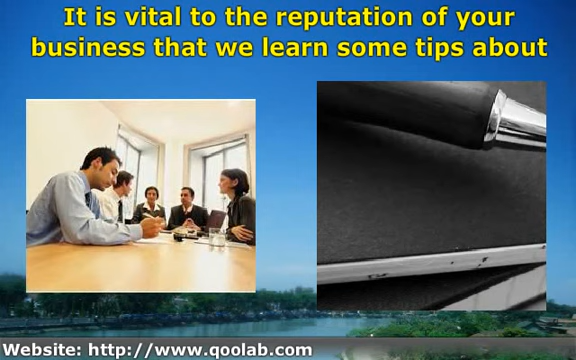 It is vital to the reputation of your
business that we learn some tips about
Website: http://www.qoolab.com